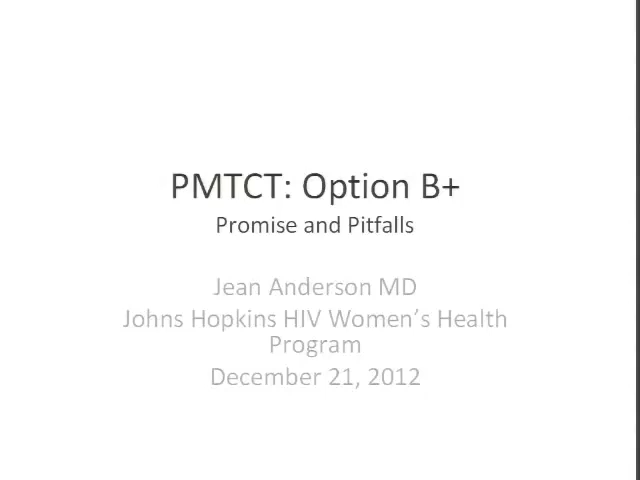 PMTCT: Option B+
Promise and Pitfalls
Jean Anderson MD
Johns Hopkins HIV Women’s Health
Program
December 21, 2012